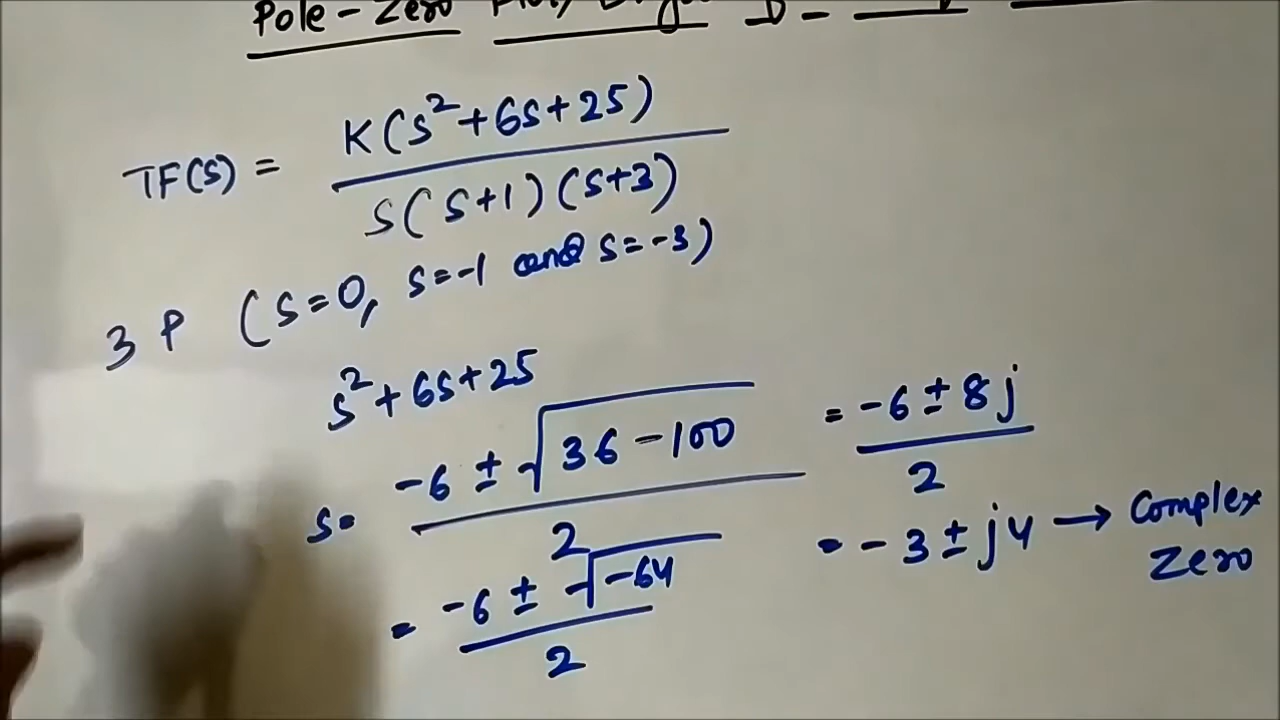 Pole - Zero
TF(S) = K(S²+6S+25) / S(S+1)(S+3)
3 P (S=0, S=-1 and S=-3)
S²+6S+25
S= -6 ± √36-100 / 2
= -6 ± √-64 / 2
= -6 ± 8j / 2
= -3 ± j4 → Complex
Zero